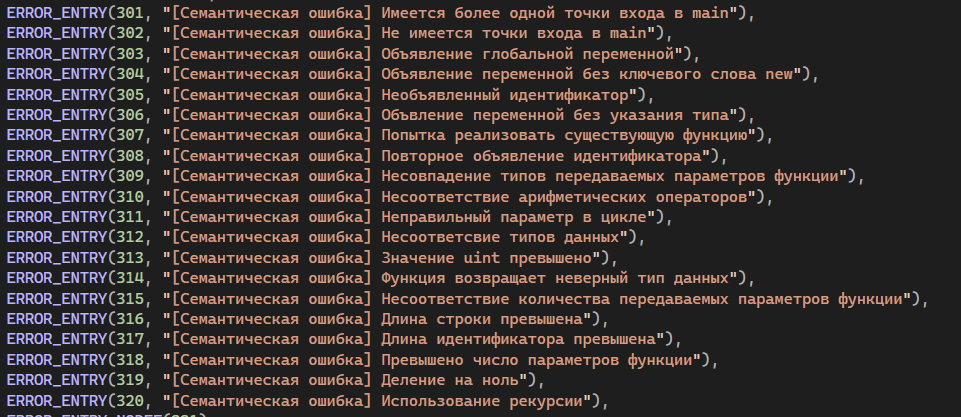 ERROR_ENTRY(301, "[Семантическая ошибка] Имеется более одной точки входа в main"),
ERROR_ENTRY(302, "[Семантическая ошибка] Не имеется точки входа в main"),
ERROR_ENTRY(303, "[Семантическая ошибка] Объявление глобальной переменной"),
ERROR_ENTRY(304, "[Семантическая ошибка] Объявление переменной без ключевого слова new"),
ERROR_ENTRY(305, "[Семантическая ошибка] Необъявленный идентификатор"),
ERROR_ENTRY(306, "[Семантическая ошибка] Объвление переменной без указания типа"),
ERROR_ENTRY(307, "[Семантическая ошибка] Попытка реализовать существующую функцию"),
ERROR_ENTRY(308, "[Семантическая ошибка] Повторное объявление идентификатора"),
ERROR_ENTRY(309, "[Семантическая ошибка] Несовпадение типов передаваемых параметров функции"),
ERROR_ENTRY(310, "[Семантическая ошибка] Несоответствие арифметических операторов"),
ERROR_ENTRY(311, "[Семантическая ошибка] Неправильный параметр в цикле"),
ERROR_ENTRY(312, "[Семантическая ошибка] Несоответсвие типов данных"),
ERROR_ENTRY(313, "[Семантическая ошибка] Значение uint превышено"),
ERROR_ENTRY(314, "[Семантическая ошибка] Функция возвращает неверный тип данных"),
ERROR_ENTRY(315, "[Семантическая ошибка] Несоответствие количества передаваемых параметров функции"),
ERROR_ENTRY(316, "[Семантическая ошибка] Длина строки превышена"),
ERROR_ENTRY(317, "[Семантическая ошибка] Длина идентификатора превышена"),
ERROR_ENTRY(318, "[Семантическая ошибка] Превышено число параметров функции"),
ERROR_ENTRY(319, "[Семантическая ошибка] Деление на ноль"),
ERROR_ENTRY(320, "[Семантическая ошибка] Использование рекурсии"),